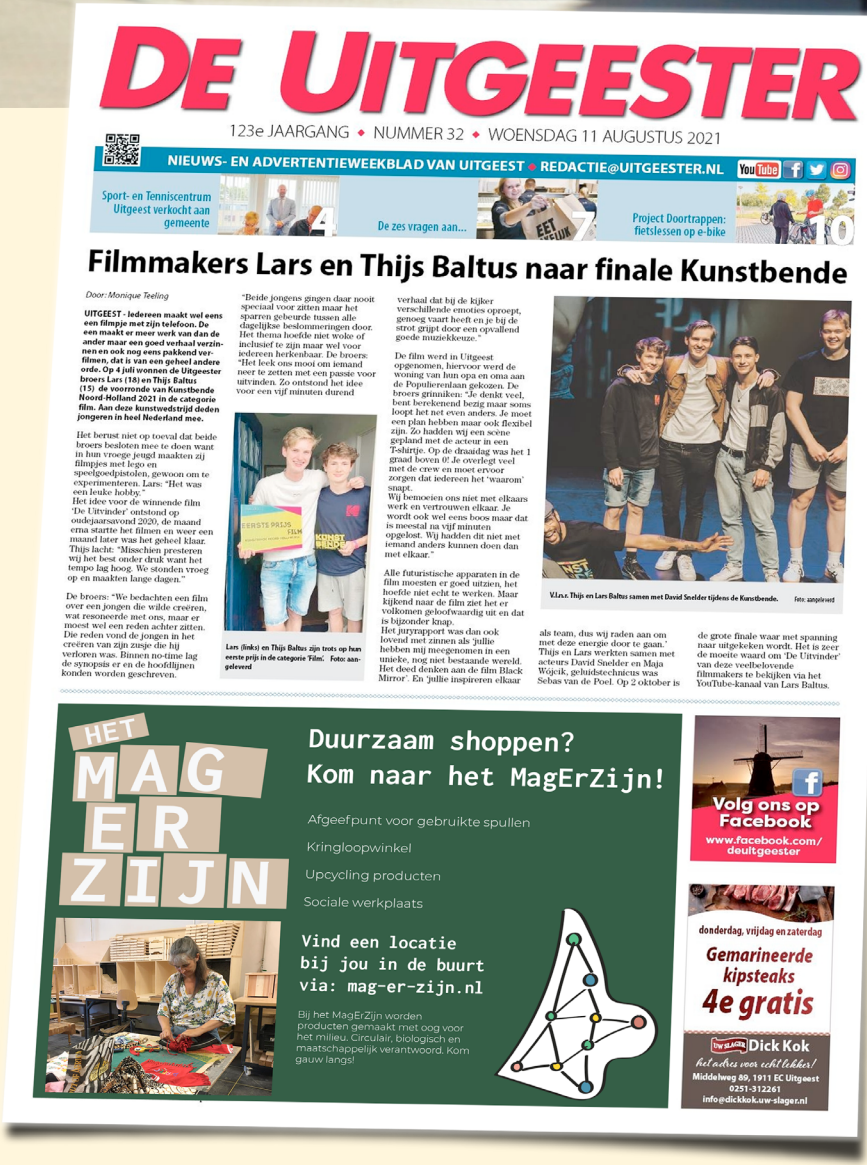 DE UITGEESTER
123e JAARGANG ◆ NUMMER 32 ◆ WOENSDAG 11 AUGUSTUS 2021
NIEUWS- EN ADVERTENTIEWEEKBLAD VAN UITGEEST ◆ REDACTIE@UITGEESTER.NL
YouTube
Sport- en Tenniscentrum
Uitgeest verkocht aan
gemeente
4
De zes vragen aan...
EET
7
Project Doortrappen:
fietslessen op e-bike
10
Filmmakers Lars en Thijs Baltus naar finale Kunstbende
Door: Monique Teeling
UITGEEST - Iedereen maakt wel eens
een filmpje met zijn telefoon. De
een maakt er meer werk van dan de
ander maar een goed verhaal verzin-
nen en ook nog eens pakkend ver-
filmen, dat is van een geheel andere
orde. Op 4 juli wonnen de Uitgeester
broers Lars (18) en Thijs Baltus
(15) de voorronde van Kunstbende
Noord-Holland 2021 in de categorie
film. Aan deze kunstwedstrijd deden
jongeren in heel Nederland mee.
Het berust niet op toeval dat beide
broers besloten mee te doen want
in hun vroege jeugd maakten zij
filmpjes met lego en
speelgoedpistolen, gewoon om te
experimenteren. Lars: "Het was
een leuke hobby."
Het idee voor de winnende film
'De Uitvinder' ontstond op
oudejaarsavond 2020, de maand
erna startte het filmen en weer een
maand later was het geheel klaar.
Thijs lacht: "Misschien presteren
wij het best onder druk want het
tempo lag hoog. We stonden vroeg
op en maakten lange dagen."
De broers: "We bedachten een film
over een jongen die wilde creëren,
wat resoneerde met ons, maar er
moest wel een reden achter zitten.
Die reden vond de jongen in het
creëren van zijn zusje die hij
verloren was. Binnen no-time lag
de synopsis er en de hoofdlijnen
konden worden geschreven.
"Beide jongens gingen daar nooit
speciaal voor zitten maar het
sparren gebeurde tussen alle
dagelijkse beslommeringen door.
Het thema hoefde niet woke of
inclusief te zijn maar wel voor
iedereen herkenbaar. De broers:
"Het leek ons mooi om iemand
neer te zetten met een passie voor
uitvinden. Zo ontstond het idee
voor een vijf minuten durend
EERSTE PRIJS
FILM
KUNST
BENDE
Lars (links) en Thijs Baltus zijn trots op hun
eerste prijs in de categorie 'Film'. Foto: aan-
geleverd
verhaal dat bij de kijker
verschillende emoties oproept,
genoeg vaart heeft en je bij de
strot grijpt door een opvallend
goede muziekkeuze."
De film werd in Uitgeest
opgenomen, hiervoor werd de
woning van hun opa en oma aan
de Populierenlaan gekozen. De
broers grinniken: "Je denkt veel,
bent berekenend bezig maar soms
loopt het net even anders. Je moet
een plan hebben maar ook flexibel
zijn. Zo hadden wij een scène
gepland met de acteur in een
T-shirtje. Op de draaidag was het 1
graad boven 0! Je overlegt veel
met de crew en moet ervoor
zorgen dat iedereen het 'waarom'
snapt.
Wij bemoeien ons niet met elkaars
werk en vertrouwen elkaar. Je
wordt ook wel eens boos maar dat
is meestal na vijf minuten
opgelost. Wij hadden dit niet met
iemand anders kunnen doen dan
met elkaar."
Alle futuristische apparaten in de
film moesten er goed uitzien, het
hoefde niet echt te werken. Maar
kijkend naar de film ziet het er
volkomen geloofwaardig uit en dat
is bijzonder knap.
Het juryrapport was dan ook
lovend met zinnen als 'jullie
hebben mij meegenomen in een
unieke, nog niet bestaande wereld.
Het deed denken aan de film Black
Mirror'. En 'jullie inspireren elkaar
V.l.n.r. Thijs en Lars Baltus samen met David Snelder tijdens de Kunstbende. Foto: aangeleverd
als team, dus wij raden aan om
met deze energie door te gaan.'
Thijs en Lars werkten samen met
acteurs David Snelder en Maja
Wójcik, geluidstechnicus was
Sebas van de Poel. Op 2 oktober is
de grote finale waar met spanning
naar uitgekeken wordt. Het is zeer
de moeite waard om 'De Uitvinder'
van deze veelbelovende
filmmakers te bekijken via het
YouTube-kanaal van Lars Baltus.
HET
MAG
ER
ZIJN
Duurzaam shoppen?
Kom naar het MagErZijn!
Afgeefpunt voor gebruikte spullen
Kringloopwinkel
Upcycling producten
Sociale werkplaats
Vind een locatie
bij jou in de buurt
via: mag-er-zijn.nl
Bij het MagErZijn worden
producten gemaakt met oog voor
het milieu. Circulair, biologisch en
maatschappelijk verantwoord. Kom
gauw langs!
Volg ons op
Facebook
www.facebook.com/
deuitgeester
donderdag, vrijdag en zaterdag
Gemarineerde
kipsteaks
4e gratis
UW SLAGER Dick Kok
het adres voor echt lekker!
Middelweg 89, 1911 EC Uitgeest
0251-312261
info@dickkok.uw-slager.nl